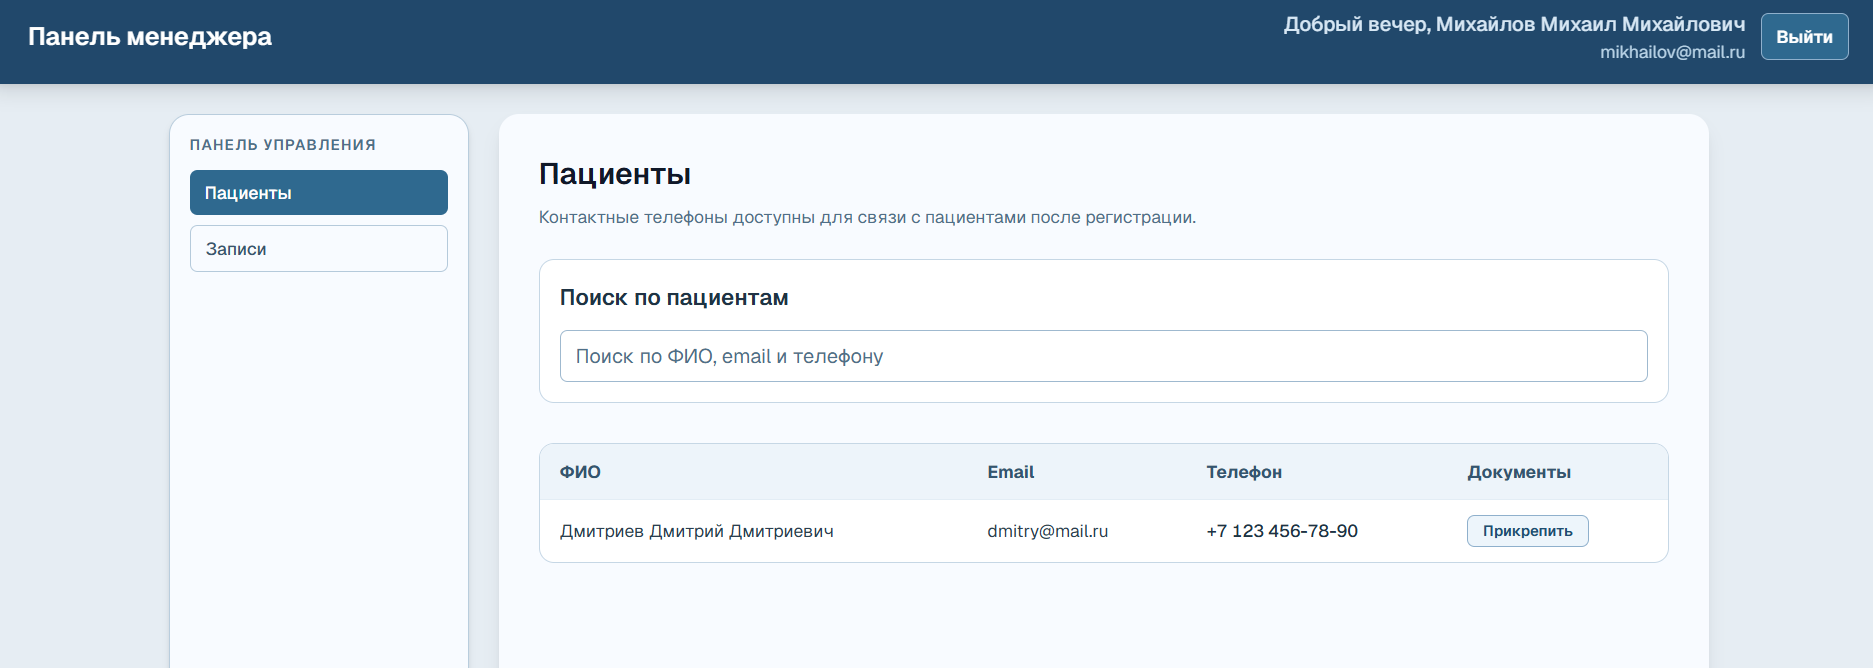 Панель менеджера
Добрый вечер, Михайлов Михаил Михайлович
mikhailov@mail.ru
Выйти
ПАНЕЛЬ УПРАВЛЕНИЯ
Пациенты
Записи
Пациенты
Контактные телефоны доступны для связи с пациентами после регистрации.
Поиск по пациентам
Поиск по ФИО, email и телефону
ФИО Email Телефон Документы
Дмитриев Дмитрий Дмитриевич dmitry@mail.ru +7 123 456-78-90 Прикрепить